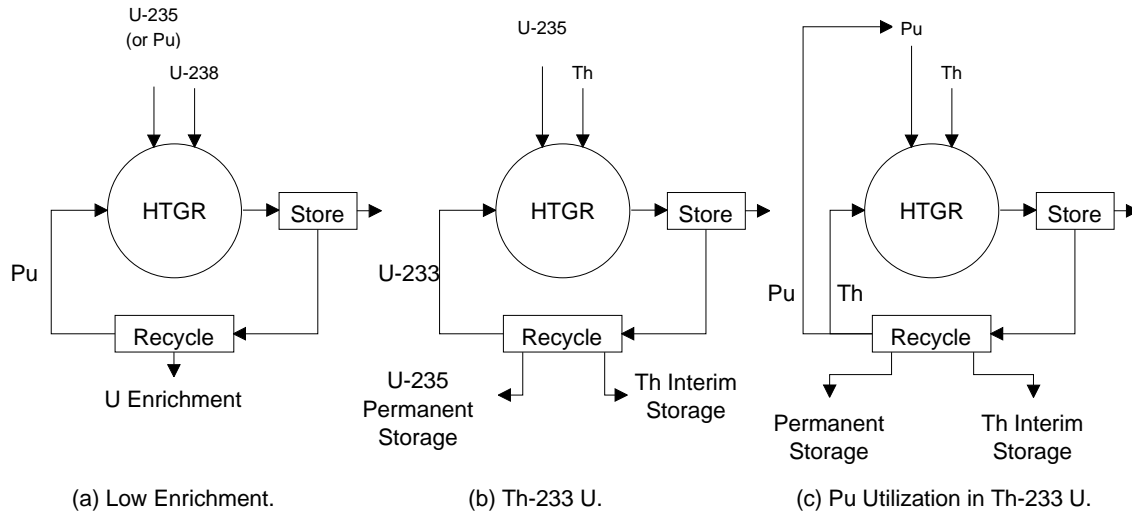 U-235
(or Pu)
U-238
HTGR
Store
Pu
Recycle
U Enrichment
(a) Low Enrichment.
U-235
Th
HTGR
Store
U-233
Recycle
U-235
Permanent
Storage
Th Interim
Storage
(b) Th-233 U.
Pu
Th
HTGR
Store
Pu
Th
Recycle
Permanent
Storage
Th Interim
Storage
(c) Pu Utilization in Th-233 U.